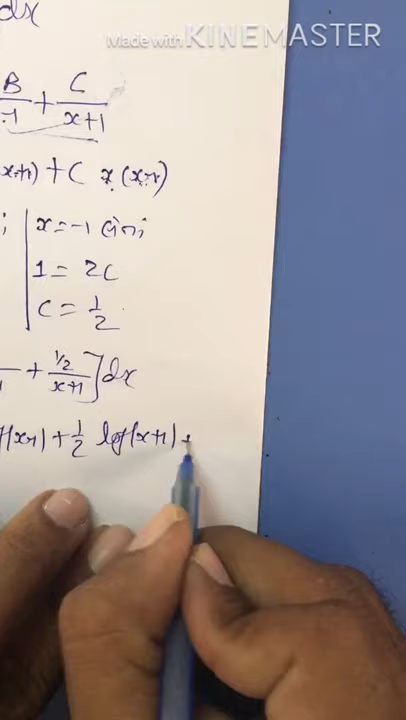 dx
Made with KINEMASTER
B/-1 + C/x+1
x+1) + C x(x-1)
; | x=-1 
1 = 2C
C = 1/2
+ 1/2/x+1 ] dx
|x-1| + 1/2 log|x+1| +